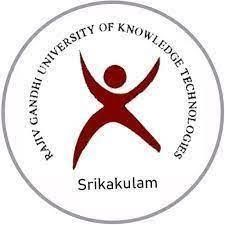 RAJIV GANDHI UNIVERSITY OF KNOWLEDGE TECHNOLOGIES
Srikakulam